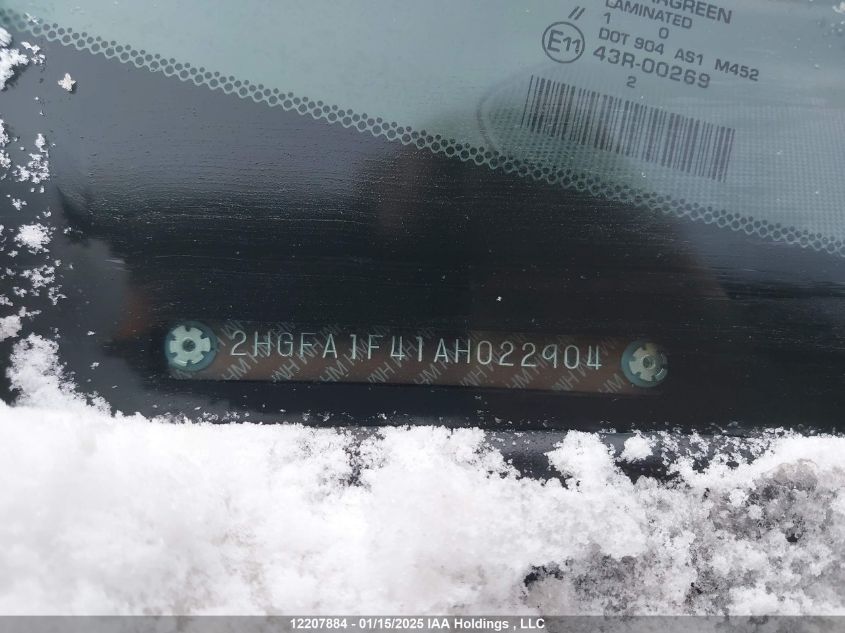 LAMINATED
//
1 0
E11
DOT 904 AS1 M452
43R-00269
2
2HGFA1F41AH022904
12207884 - 01/15/2025 IAA Holdings , LLC